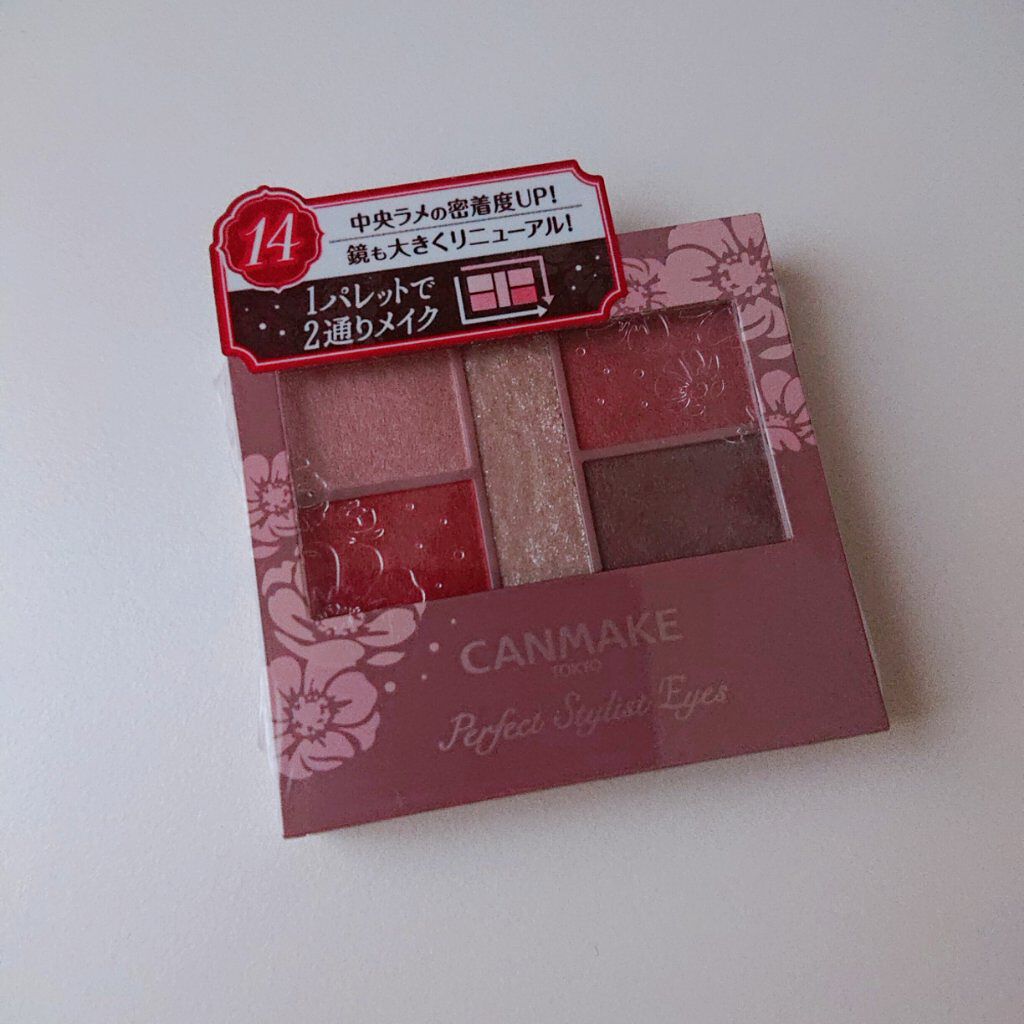 14
中央ラメの密着度UP!
鏡も大きくリニューアル!
1パレットで
2通りメイク
CANMAKE
TOKYO
Perfect Stylist Eyes